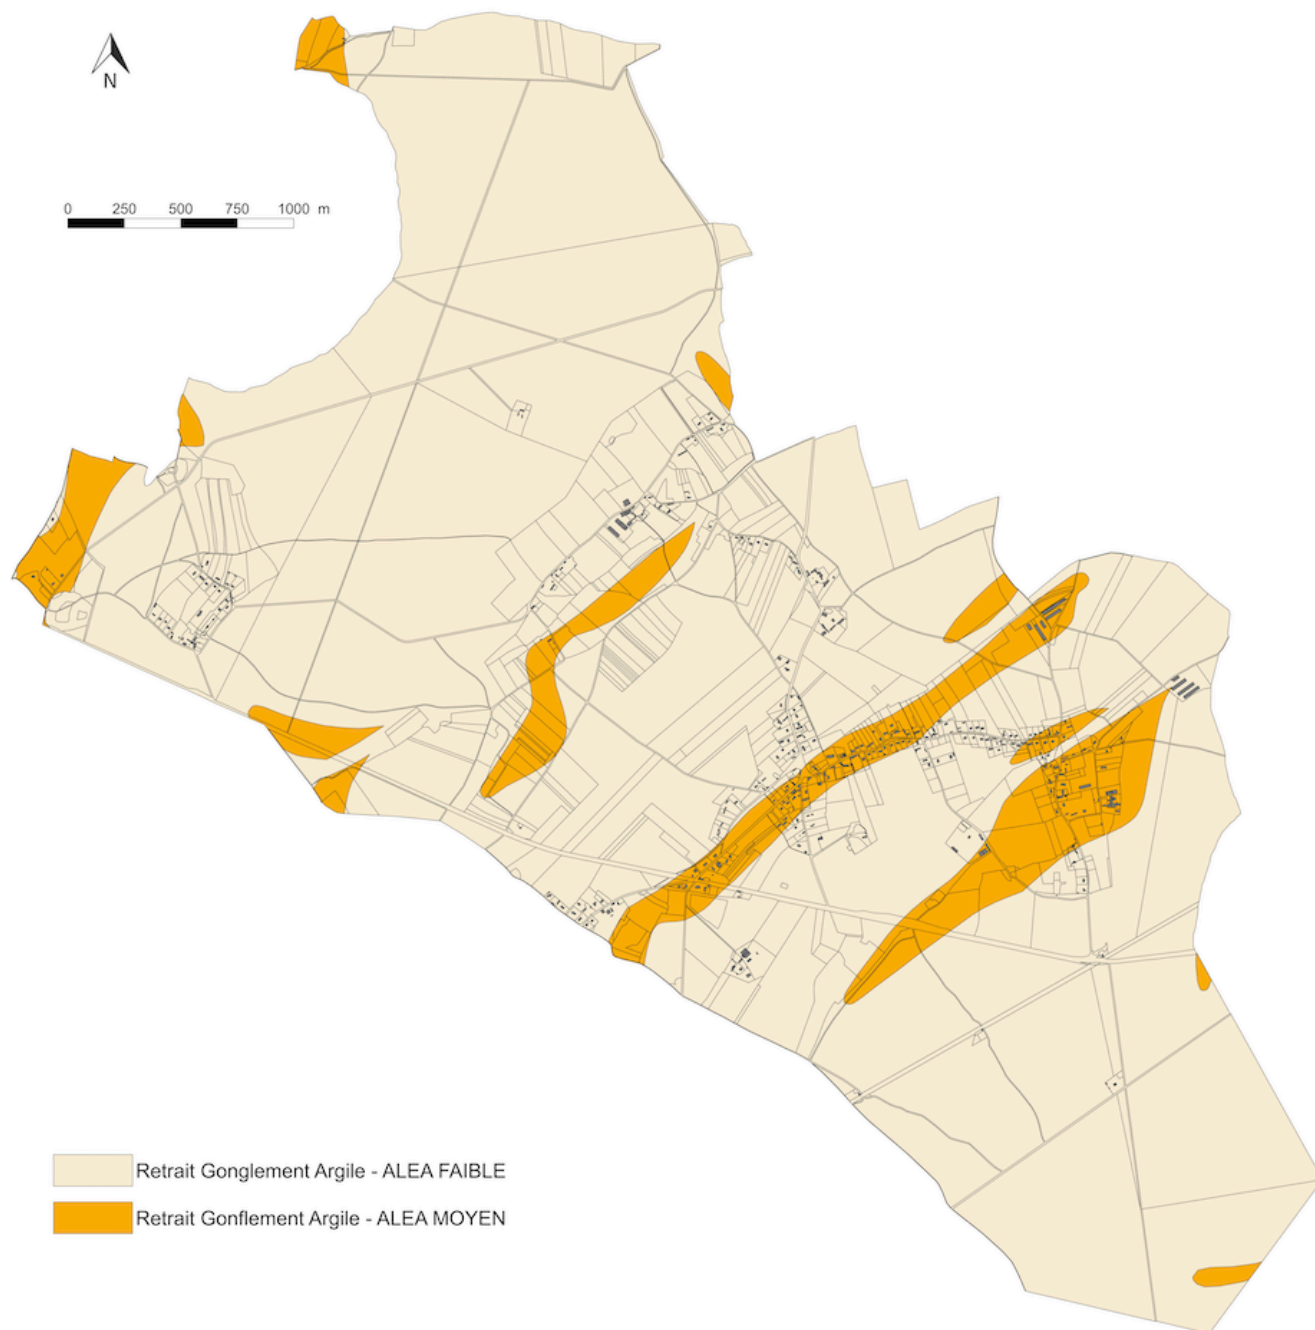 N
0 250 500 750 1000 m
Retrait Gonglement Argile - ALEA FAIBLE
Retrait Gonflement Argile - ALEA MOYEN